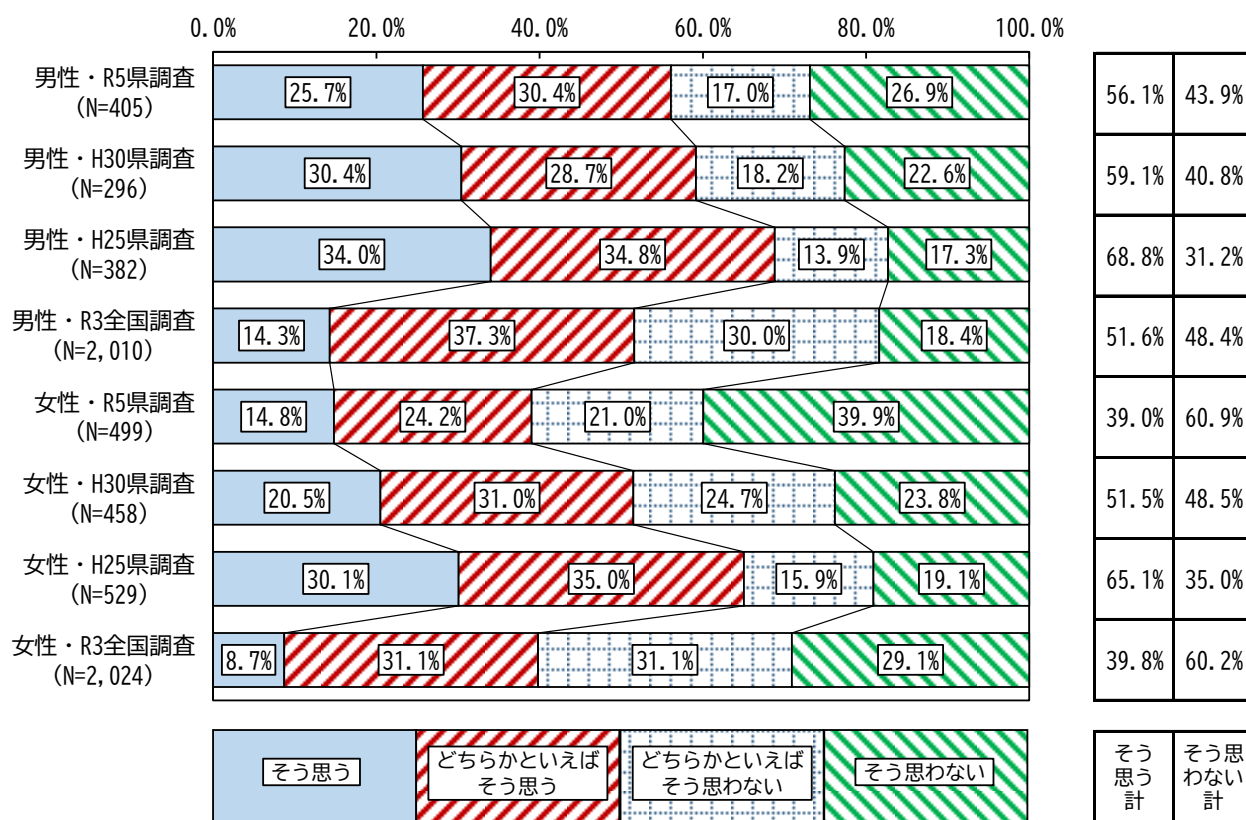 0.0% 20.0% 40.0% 60.0% 80.0% 100.0%
男性・R5県調査
(N=405)
25.7% 30.4% 17.0% 26.9% 56.1% 43.9%
男性・H30県調査
(N=296)
30.4% 28.7% 18.2% 22.6% 59.1% 40.8%
男性・H25県調査
(N=382)
34.0% 34.8% 13.9% 17.3% 68.8% 31.2%
男性・R3全国調査
(N=2,010)
14.3% 37.3% 30.0% 18.4% 51.6% 48.4%
女性・R5県調査
(N=499)
14.8% 24.2% 21.0% 39.9% 39.0% 60.9%
女性・H30県調査
(N=458)
20.5% 31.0% 24.7% 23.8% 51.5% 48.5%
女性・H25県調査
(N=529)
30.1% 35.0% 15.9% 19.1% 65.1% 35.0%
女性・R3全国調査
(N=2,024)
8.7% 31.1% 31.1% 29.1% 39.8% 60.2%
そう思う
どちらかといえば
そう思う
どちらかといえば
そう思わない
そう思わない
そう
思う
計
そう思
わない
計